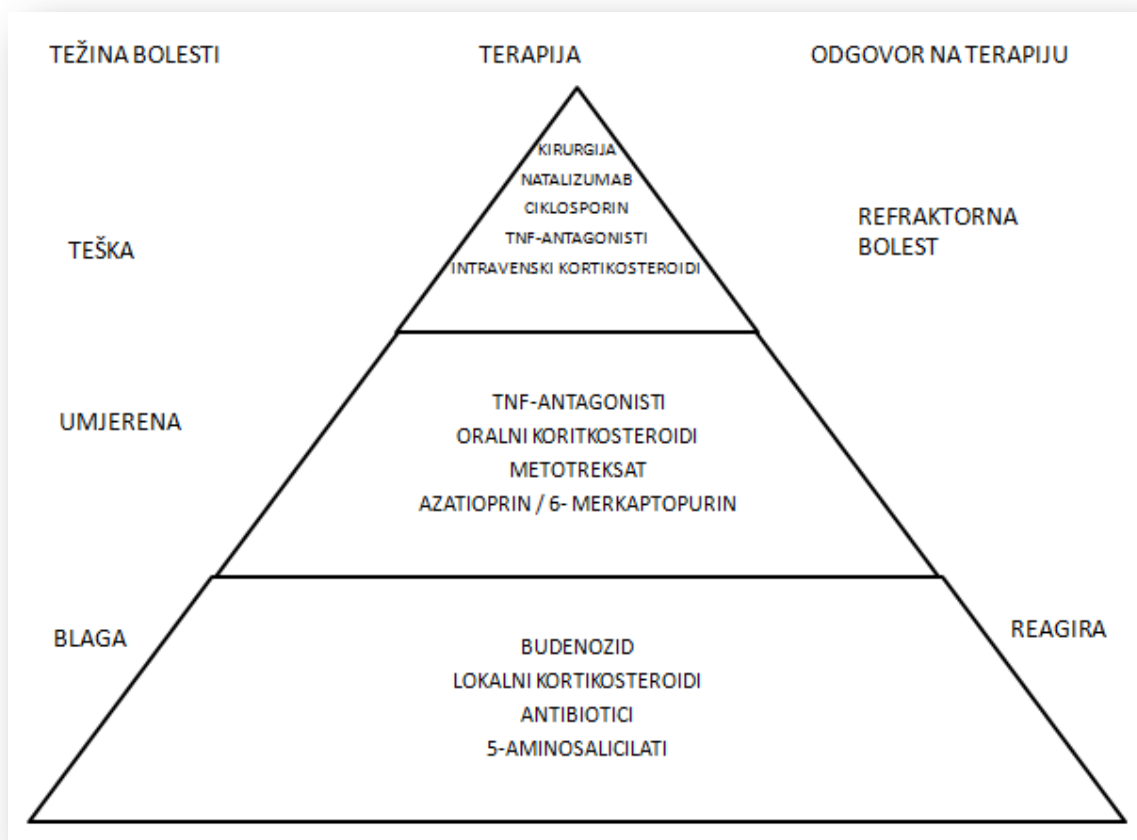 TEŽINA BOLESTI
TERAPIJA
ODGOVOR NA TERAPIJU
KIRURGIJA
NATALIZUMAB
CIKLOSPORIN
TNF-ANTAGONISTI
INTRAVENSKI KORTIKOSTEROIDI
TEŠKA
REFRAKTORNA
BOLEST
UMJERENA
TNF-ANTAGONISTI
ORALNI KORITKOSTEROIDI
METOTREKSAT
AZATIOPRIN / 6- MERKAPTOPURIN
BLAGA
BUDENOZID
LOKALNI KORTIKOSTEROIDI
ANTIBIOTICI
5-AMINOSALICILATI
REAGIRA